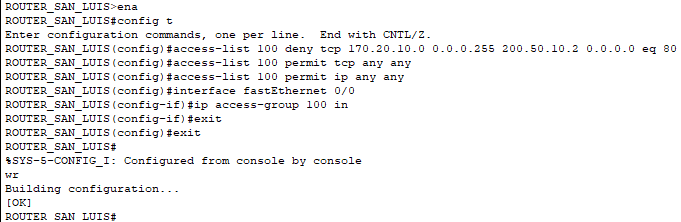 ROUTER_SAN_LUIS>ena
ROUTER_SAN_LUIS#config t
Enter configuration commands, one per line.  End with CNTL/Z.
ROUTER_SAN_LUIS(config)#access-list 100 deny tcp 170.20.10.0 0.0.0.255 200.50.10.2 0.0.0.0 eq 80
ROUTER_SAN_LUIS(config)#access-list 100 permit tcp any any
ROUTER_SAN_LUIS(config)#access-list 100 permit ip any any
ROUTER_SAN_LUIS(config)#interface fastEthernet 0/0
ROUTER_SAN_LUIS(config-if)#ip access-group 100 in
ROUTER_SAN_LUIS(config-if)#exit
ROUTER_SAN_LUIS(config)#exit
ROUTER_SAN_LUIS#
%SYS-5-CONFIG_I: Configured from console by console
wr
Building configuration...
[OK]
ROUTER_SAN_LUIS#